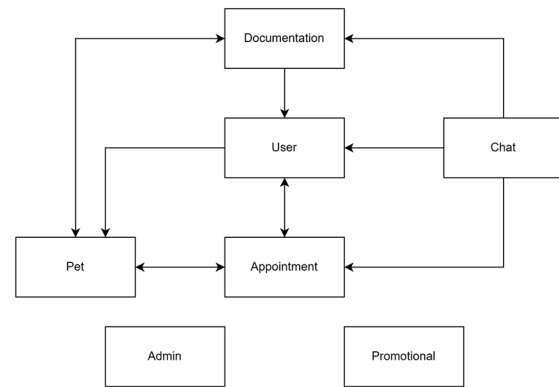 Documentation
User
Chat
Pet
Appointment
Admin
Promotional